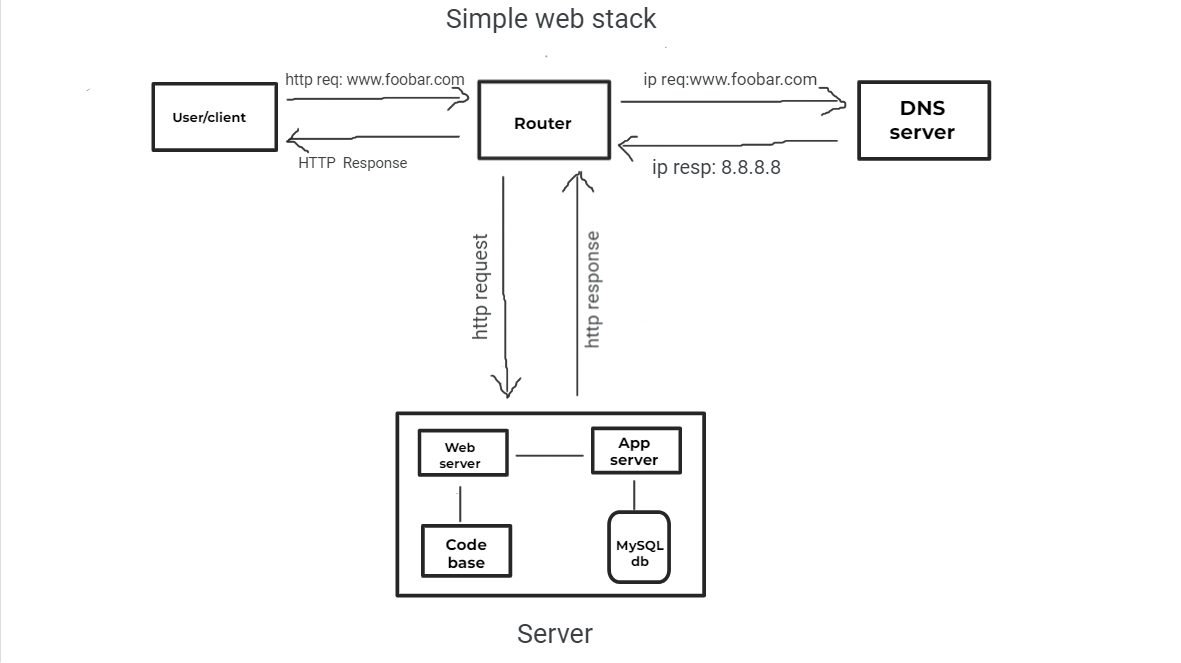 Simple web stack
http req: www.foobar.com
ip req:www.foobar.com
User/client
Router
DNS
server
HTTP Response
ip resp: 8.8.8.8
http request
http response
Web
server
App
server
Code
base
MySQL
db
Server